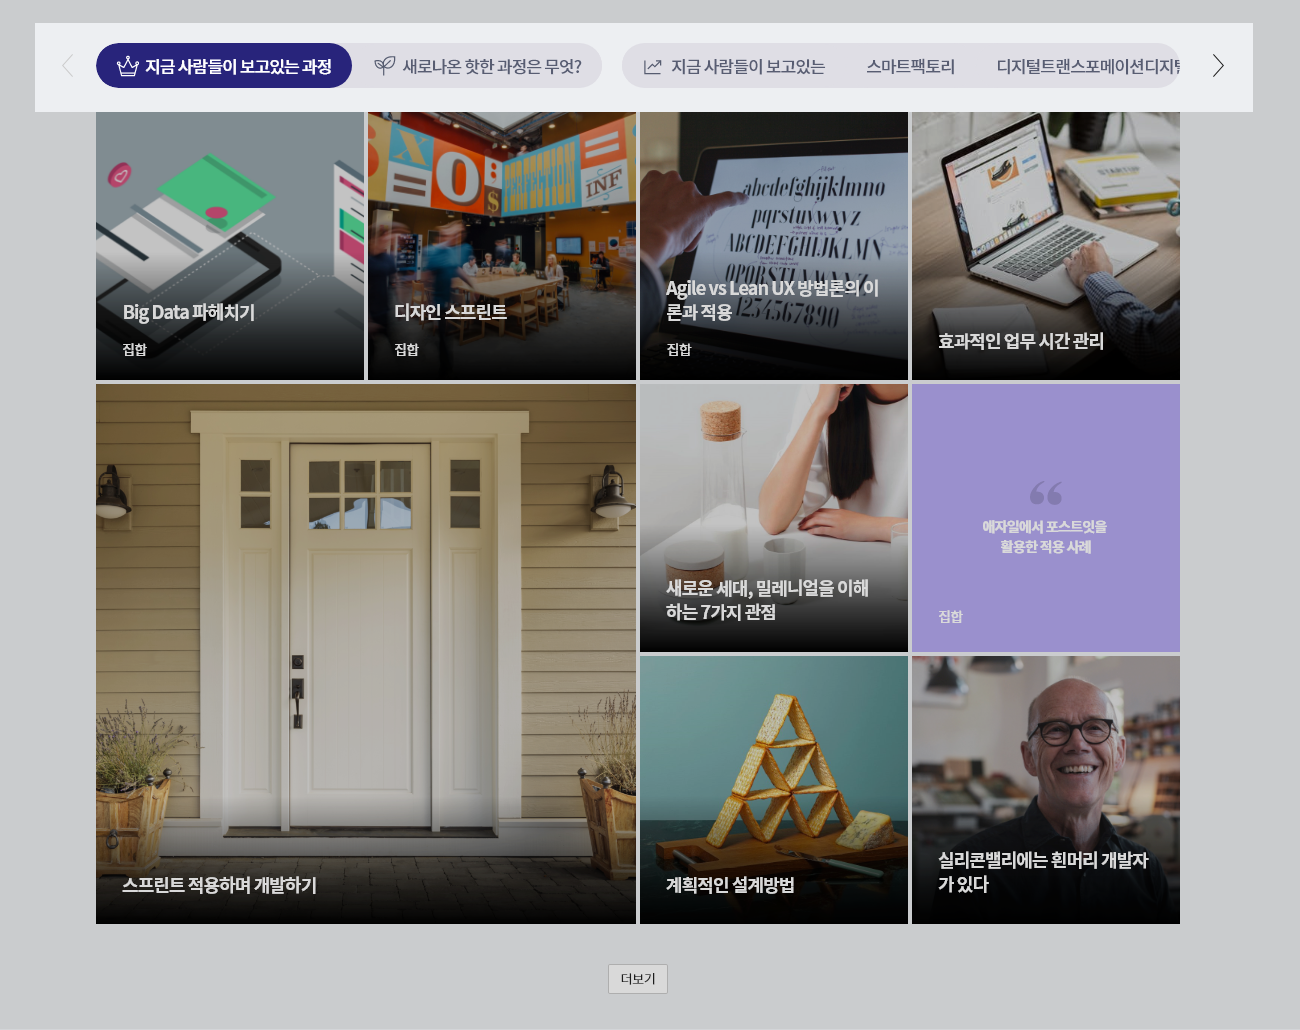 지금 사람들이 보고있는 과정
새로나온 핫한 과정은 무엇?
지금 사람들이 보고있는
스마트팩토리
디지털트랜스포메이션디지털
Big Data 파헤치기
집합
디자인 스프린트
집합
abcdefghijklmno
pqrstuvwxyz
ABCDEFGHIJKLM
OPQRSTUVWXYZ
1234567890
INF
STARTUP
Agile vs Lean UX 방법론의 이
론과 적용
집합
효과적인 업무 시간 관리
스프린트 적용하며 개발하기
새로운 세대, 밀레니얼을 이해
하는 7가지 관점
애자일에서 포스트잇을
활용한 적용 사례
집합
계획적인 설계방법
실리콘밸리에는 흰머리 개발자
가 있다
더보기